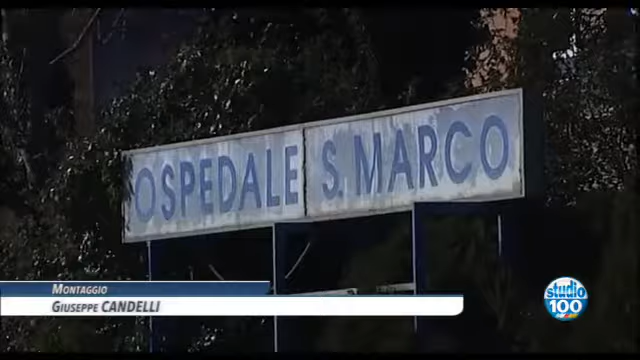 OSPEDALE S. MARCO
MONTAGGIO
GIUSEPPE CANDELLI
studio
100